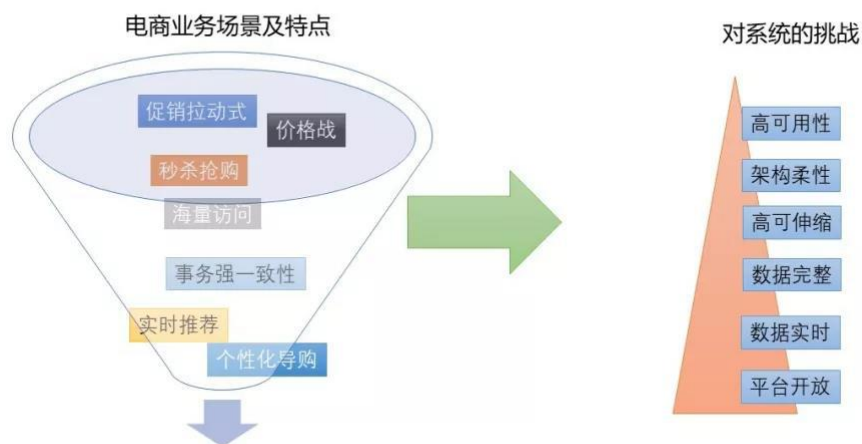 电商业务场景及特点
促销拉动式
价格战
秒杀抢购
海量访问
事务强一致性
实时推荐
个性化导购
对系统的挑战
高可用性
架构柔性
高可伸缩
数据完整
数据实时
平台开放